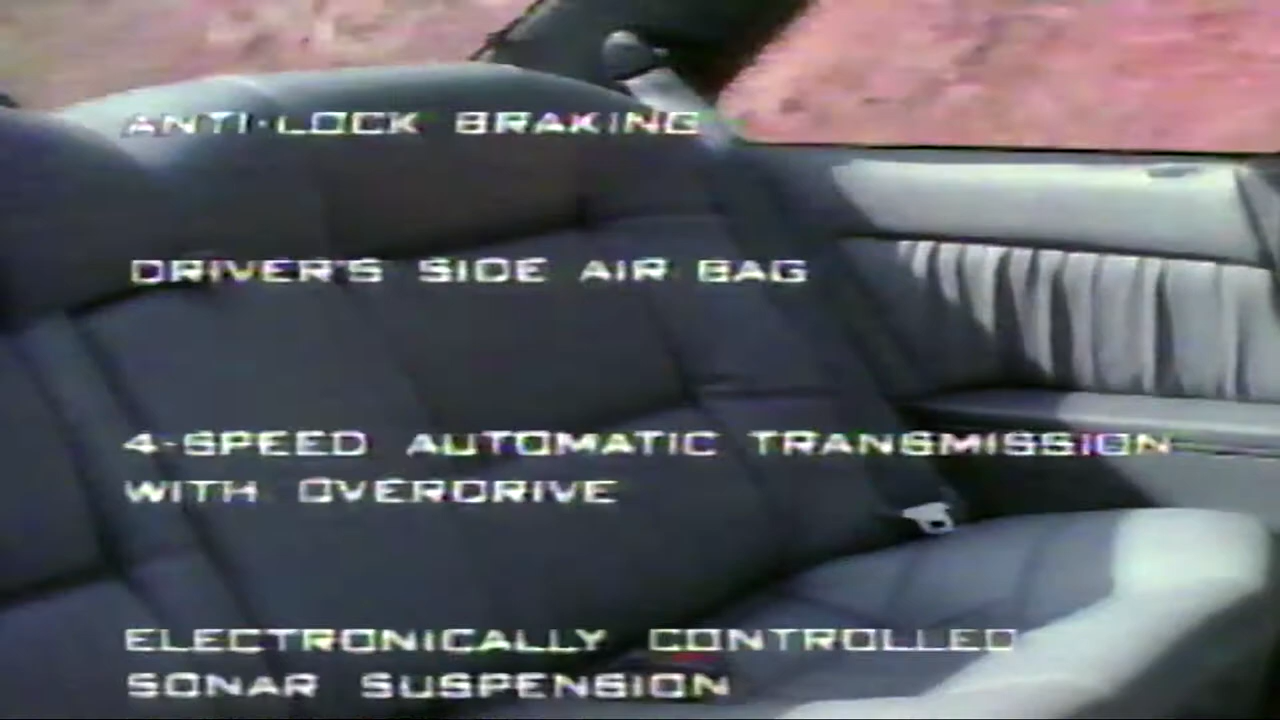 ANTI-LOCK BRAKING
DRIVER'S SIDE AIR BAG
4-SPEED AUTOMATIC TRANSMISSION
WITH OVERDRIVE
ELECTRONICALLY CONTROLLED
SONAR SUSPENSION